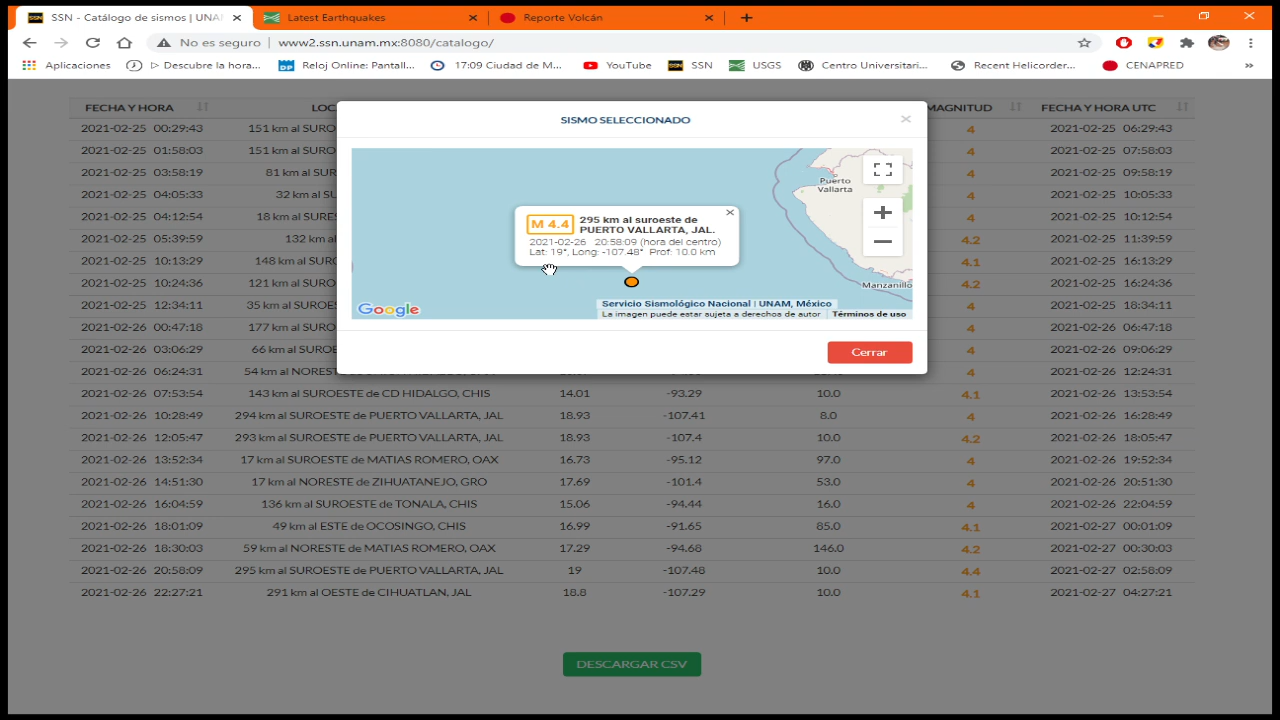 SSN - Catálogo de sismos | UNA
Latest Earthquakes
Reporte Volcán
No es seguro | www2.ssn.unam.mx:8080/catalogo/
Aplicaciones
▷ Descubre la hora...
Reloj Online: Pantall...
17:09 Ciudad de M...
YouTube
SSN
USGS
Centro Universitari...
Recent Helicorder...
CENAPRED
»
FECHA Y HORA LOC MAGNITUD FECHA Y HORA UTC
2021-02-25 00:29:43 151 km al SURO 4 2021-02-25 06:29:43
2021-02-25 01:58:03 151 km al SURO 4 2021-02-25 07:58:03
2021-02-25 03:58:19 81 km al SURO 4 2021-02-25 09:58:19
2021-02-25 04:05:33 32 km al SURO 4 2021-02-25 10:05:33
2021-02-25 04:12:54 18 km al SURES 4 2021-02-25 10:12:54
2021-02-25 05:39:59 132 km al 4.2 2021-02-25 11:39:59
2021-02-25 10:13:29 148 km al SURO 4.1 2021-02-25 16:13:29
2021-02-25 10:24:36 121 km al SURO 4.2 2021-02-25 16:24:36
2021-02-25 12:34:11 35 km al SUROES 4 2021-02-25 18:34:11
2021-02-26 00:47:18 177 km al SURO 4 2021-02-26 06:47:18
2021-02-26 03:06:29 66 km al SUROE 4 2021-02-26 09:06:29
2021-02-26 06:24:31 54 km al NORESTE 4 2021-02-26 12:24:31
2021-02-26 07:53:54 143 km al SUROESTE de CD HIDALGO, CHIS 14.01 -93.29 10.0 4.1 2021-02-26 13:53:54
2021-02-26 10:28:49 294 km al SUROESTE de PUERTO VALLARTA, JAL 18.93 -107.41 8.0 4 2021-02-26 16:28:49
2021-02-26 12:05:47 293 km al SUROESTE de PUERTO VALLARTA, JAL 18.93 -107.4 10.0 4.2 2021-02-26 18:05:47
2021-02-26 13:52:34 17 km al SUROESTE de MATIAS ROMERO, OAX 16.73 -95.12 97.0 4 2021-02-26 19:52:34
2021-02-26 14:51:30 17 km al NORESTE de ZIHUATANEJO, GRO 17.69 -101.4 53.0 4 2021-02-26 20:51:30
2021-02-26 16:04:59 136 km al SUROESTE de TONALA, CHIS 15.06 -94.44 16.0 4 2021-02-26 22:04:59
2021-02-26 18:01:09 49 km al ESTE de OCOSINGO, CHIS 16.99 -91.65 85.0 4.1 2021-02-27 00:01:09
2021-02-26 18:30:03 59 km al NORESTE de MATIAS ROMERO, OAX 17.29 -94.68 146.0 4.2 2021-02-27 00:30:03
2021-02-26 20:58:09 295 km al SUROESTE de PUERTO VALLARTA, JAL 19 -107.48 10.0 4.4 2021-02-27 02:58:09
2021-02-26 22:27:21 291 km al OESTE de CIHUATLAN, JAL 18.8 -107.29 10.0 4.1 2021-02-27 04:27:21
SISMO SELECCIONADO
Puerto
Vallarta
M 4.4
295 km al suroeste de
PUERTO VALLARTA, JAL.
2021-02-26 20:58:09 (hora del centro)
Lat: 19°, Long: -107.48° Prof: 10.0 km
Manzanillo
Google
Servicio Sismológico Nacional | UNAM, México
La imagen puede estar sujeta a derechos de autor
Términos de uso
Cerrar
DESCARGAR CSV